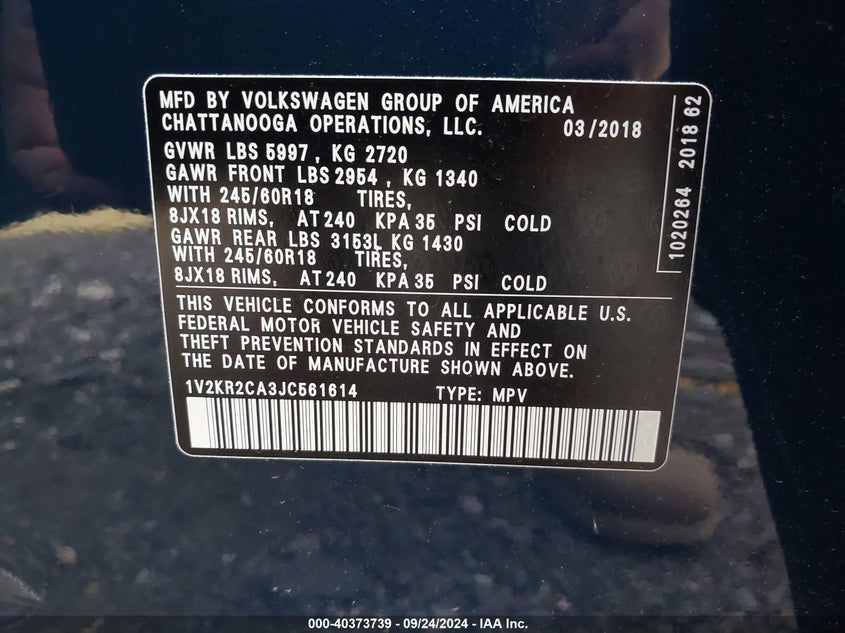 MFD BY VOLKSWAGEN GROUP OF AMERICA
CHATTANOOGA OPERATIONS, LLC. 03/2018
GVWR LBS 5997 , KG 2720
GAWR FRONT LBS 2954 , KG 1340
WITH 245/60R18 TIRES,
8JX18 RIMS, AT 240 KPA 35 PSI COLD
GAWR REAR LBS 3153L KG 1430
WITH 245/60R18 TIRES,
8JX18 RIMS, AT 240 KPA 35 PSI COLD
THIS VEHICLE CONFORMS TO ALL APPLICABLE U.S.
FEDERAL MOTOR VEHICLE SAFETY AND
THEFT PREVENTION STANDARDS IN EFFECT ON
THE DATE OF MANUFACTURE SHOWN ABOVE.
1V2KR2CA3JC561614 TYPE: MPV
1020264 2018 62
000-40373739 - 09/24/2024 - IAA Inc.